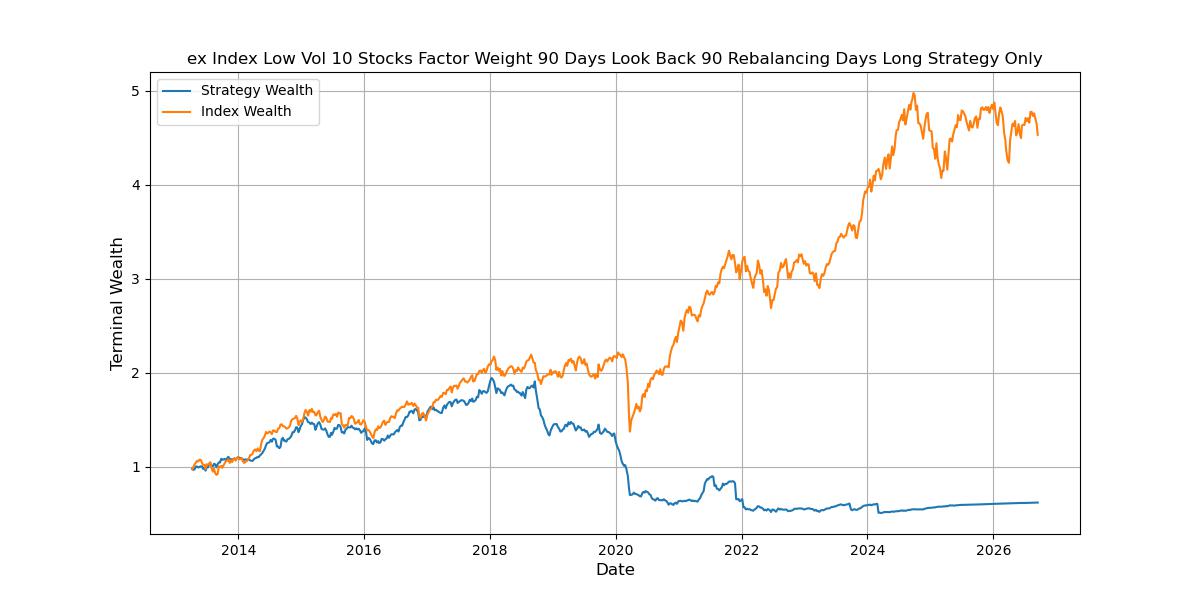 ex Index Low Vol 10 Stocks Factor Weight 90 Days Look Back 90 Rebalancing Days Long Strategy Only
Strategy Wealth
Index Wealth
Terminal Wealth
5
4
3
2
1
2014 2016 2018 2020 2022 2024 2026
Date